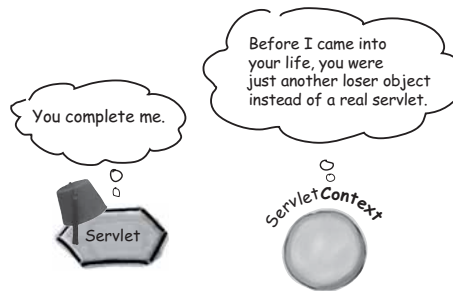 You complete me.
Before I came into
your life, you were
just another loser object
instead of a real servlet.
Servlet
ServletContext